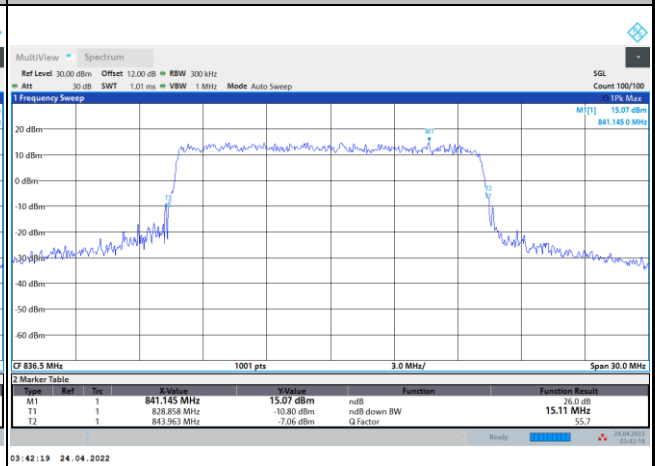 MultiView Spectrum
Ref Level 30.00 dBm Offset 12.00 dB RBW 300 kHz SGL
Att 30 dB SWT 1.01 ms VBW 1 MHz Mode Auto Sweep Count 100/100
1 Frequency Sweep 1Pk Max
M1[1] 15.07 dBm
841.145 0 MHz
M1
20 dBm
10 dBm
0 dBm
T1
T2
-10 dBm
-20 dBm
-30 dBm
-40 dBm
-50 dBm
-60 dBm
CF 836.5 MHz 1001 pts 3.0 MHz/ Span 30.0 MHz
2 Marker Table
Type Ref Trc X-Value Y-Value Function Function Result
M1 1 841.145 MHz 15.07 dBm ndB 26.0 dB
T1 1 828.858 MHz -10.80 dBm ndB down BW 15.11 MHz
T2 1 843.963 MHz -7.06 dBm Q Factor 55.7
Ready 24.04.2022
03:42:18
03:42:19 24.04.2022